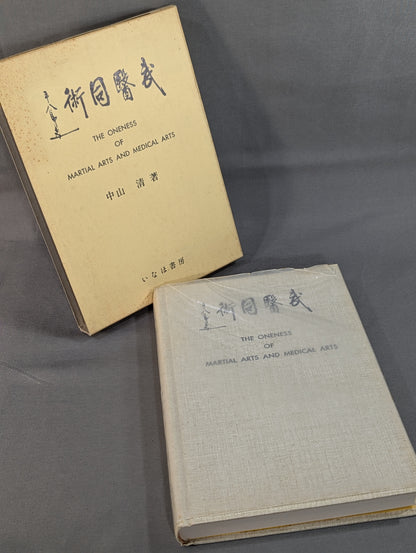 武醫同術
THE ONENESS
OF
MARTIAL ARTS AND MEDICAL ARTS
中山 清 著
いなほ書房
武醫同術
THE ONENESS
OF
MARTIAL ARTS AND MEDICAL ARTS